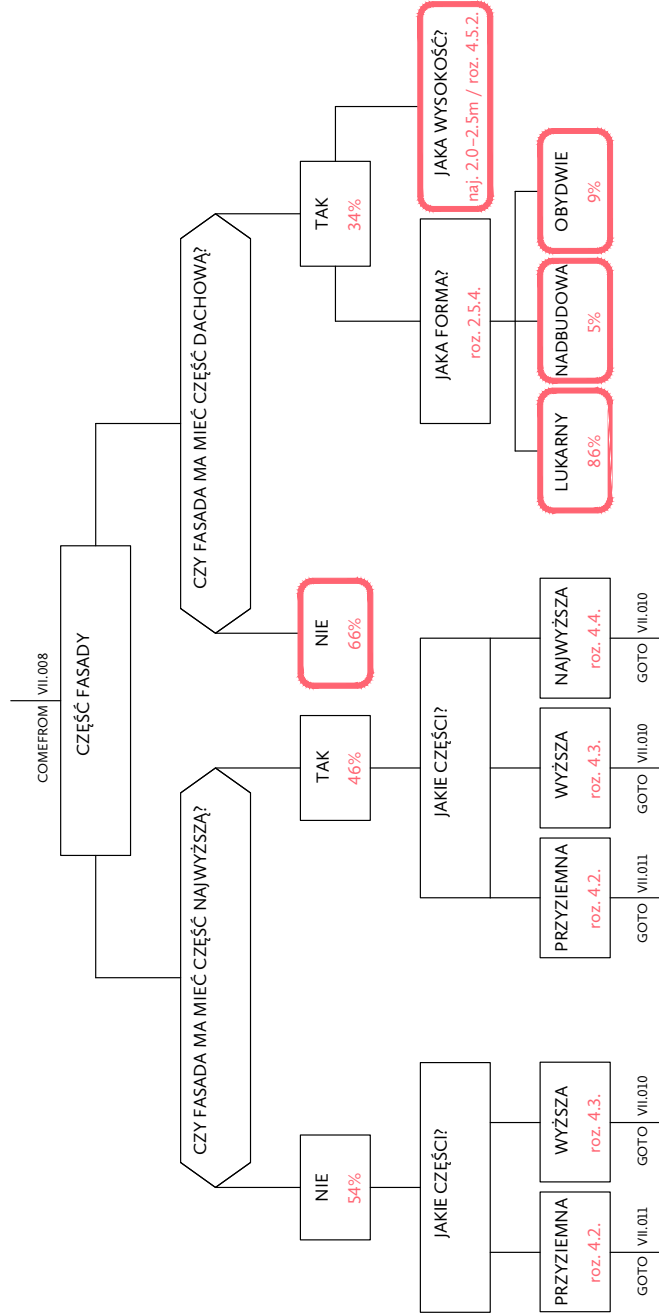 COMEFROM VII.008
CZĘŚĆ FASADY
CZY FASADA MA MIEĆ CZĘŚĆ NAJWYŻSZĄ?
CZY FASADA MA MIEĆ CZĘŚĆ DACHOWĄ?
NIE
54%
TAK
46%
NIE
66%
TAK
34%
JAKIE CZĘŚCI?
JAKIE CZĘŚCI?
JAKA FORMA?
roz. 2.5.4.
JAKA WYSOKOŚĆ?
naj. 2.0–2.5m / roz. 4.5.2.
PRZYZIEMNA
roz. 4.2.
WYŻSZA
roz. 4.3.
PRZYZIEMNA
roz. 4.2.
WYŻSZA
roz. 4.3.
NAJWYŻSZA
roz. 4.4.
LUKARNY
86%
NADBUDOWA
5%
OBYDWIE
9%
GOTO VII.011
GOTO VII.010
GOTO VII.011
GOTO VII.010
GOTO VII.010